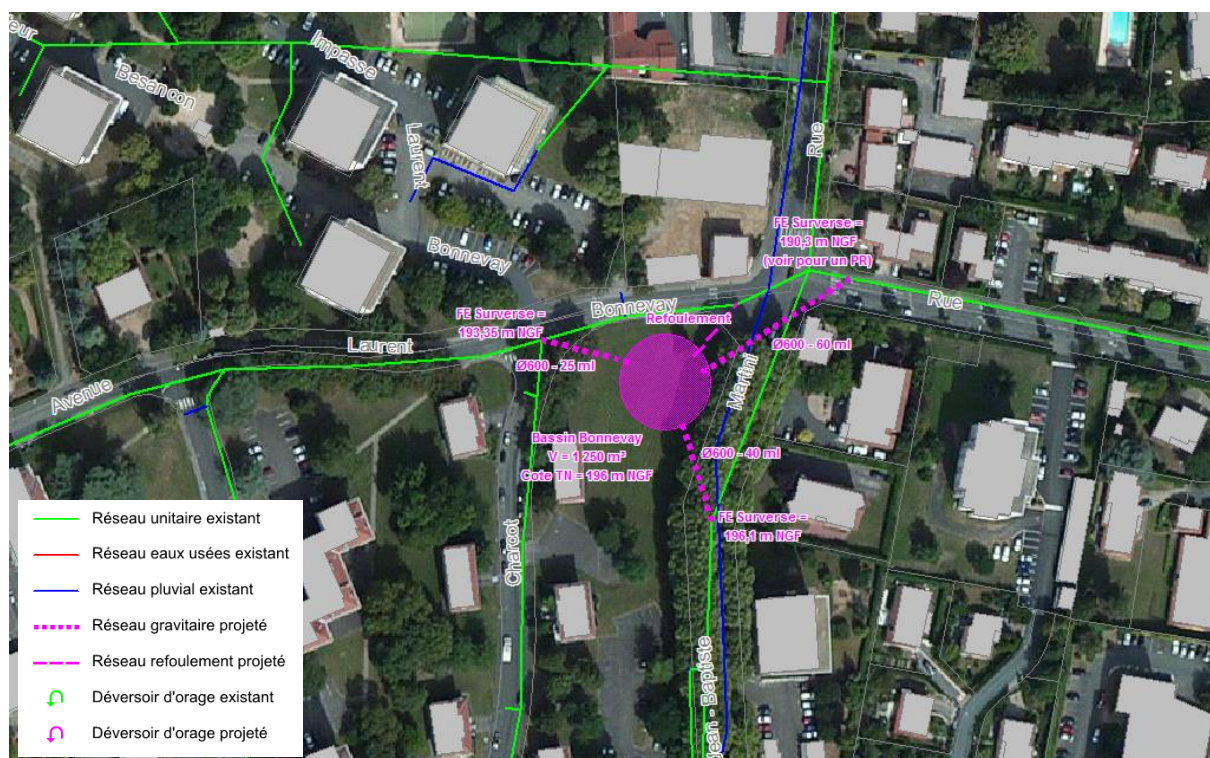 eur
Besancon
Impasse
Laurent
Bonnevay
Rue
FE Surverse =
190,3 m NGF
(voir pour un PR)
Rue
Bonnevay
Refoulement
FE Surverse =
193,35 m NGF
Laurent
Avenue
Ø600 - 25 ml
Ø600 - 60 ml
Martini
Bassin Bonnevay
V = 1 250 m³
Cote TN = 196 m NGF
Ø600 - 40 ml
FE Surverse =
196,1 m NGF
Charcot
Jean - Baptiste
Réseau unitaire existant
Réseau eaux usées existant
Réseau pluvial existant
Réseau gravitaire projeté
Réseau refoulement projeté
Déversoir d'orage existant
Déversoir d'orage projeté